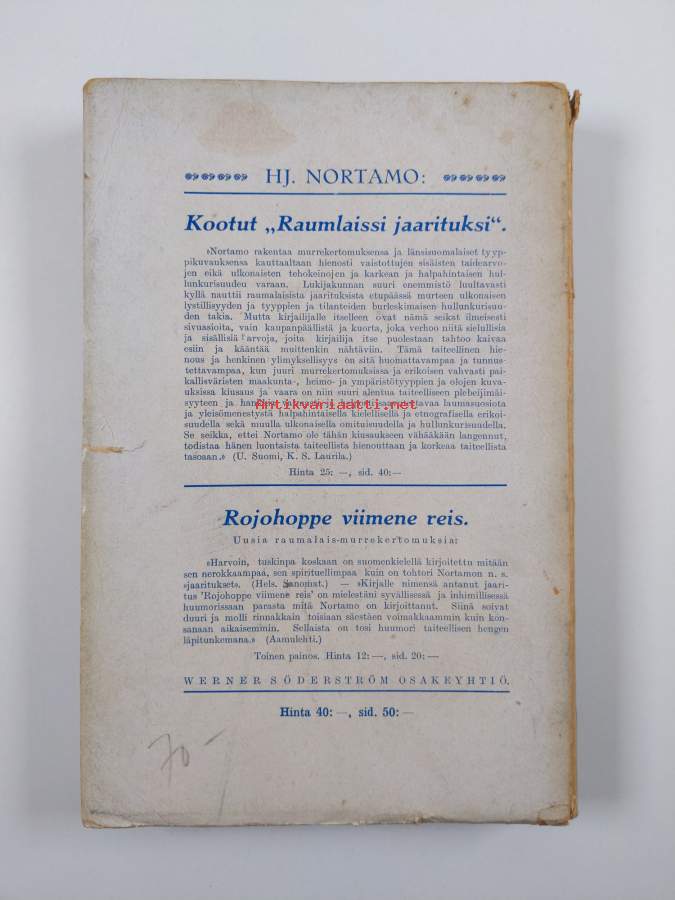 HJ. NORTAMO:
Kootut „Raumlaissi jaarituksi“.
»Nortamo rakentaa murrekertomuksensa ja länsisuomalaiset tyyp-
pikuvauksensa kauttaaltaan hienosti vaistottujen sisäisten taidearvo-
jen eikä ulkonaisten tehokeinojen ja karkean ja halpahintaisen hul-
lunkurisuudeu varaan. Lukijakunnan suuri enemmistö luultavasti
kyllä nauttii raumalaisista jaarituksista etupäässä murteen ulkonaisen
lystillisyyden ja tyyppien ja tilanteiden burleskimaisen hullunkurisuu-
den takia. Mutta kirjailijalle itselleen ovat nämä seikat ilmeisesti
sivuasioita, vain kaupanpäällistä ja kuorta, joka verhoo niitä sielullisia
ja sisällisiä arvoja, joita kirjailija itse puolestaan tahtoo kaivaa
esiin ja kääntää muittenkin nähtäviin. Tämä taiteellinen hie-
nous ja henkinen ylimyksellisyys on sitä huomattavampaa ja tunnus-
tettavampaa, kun juuri murrekertomuksissa ja erikoisen vahvasti pai-
kallisväristen maakunta-, heimo- ja ympäristötyyppien ja olojen kuva-
uksissa kiusaus ja vaara on niin suuri alentua taiteelliseen plebeijimäi-
syyteen ja
ja yleisömenestystä halpahintaisella kielellisellä ja etnografisella erikoi-
suudella sekä muulla ulkonaisella omituisuudella ja hullunkurisuudella.
Se seikka, ettei Nortamo ole tähän kiusaukseen vähääkään langennut,
todistaa hänen luontaista taiteellista hienouttaan ja korkeaa taiteellista
tasoaan.» (U. Suomi, K. S. Laurila.)
Hinta 25: —, sid. 40:—
Antikvariaatti.net
Rojohoppe viimene reis.
Uusia raumalais-murrekertomuksia:
»Harvoin, tuskinpa koskaan on suomenkielellä kirjoitettu mitään
sen nerokkaampaa, sen spirituellimpaa kuin on tohtori Nortamon n. s.
»jaaritukset». (Hels. Sanomat.) — »Kirjalle nimensä antanut jaari-
tus 'Rojohoppe viimene reis' on mielestäni syvällisessä ja inhimillisessä
huumorissaan parasta mitä Nortamo on kirjoittanut. Siinä soivat
duuri ja molli rinnakkain toisiaan säestäen voimakkaammin kuin kon-
sanaan aikaisemmin. Sellaista on tosi huumori taiteellisen hengen
läpitunkemana.» (Aamulehti.)
Toinen painos. Hinta 12: —, sid. 20: —
WERNER SÖDERSTRÖM OSAKEYHTIÖ.
Hinta 40: —, sid. 50: —
70 -